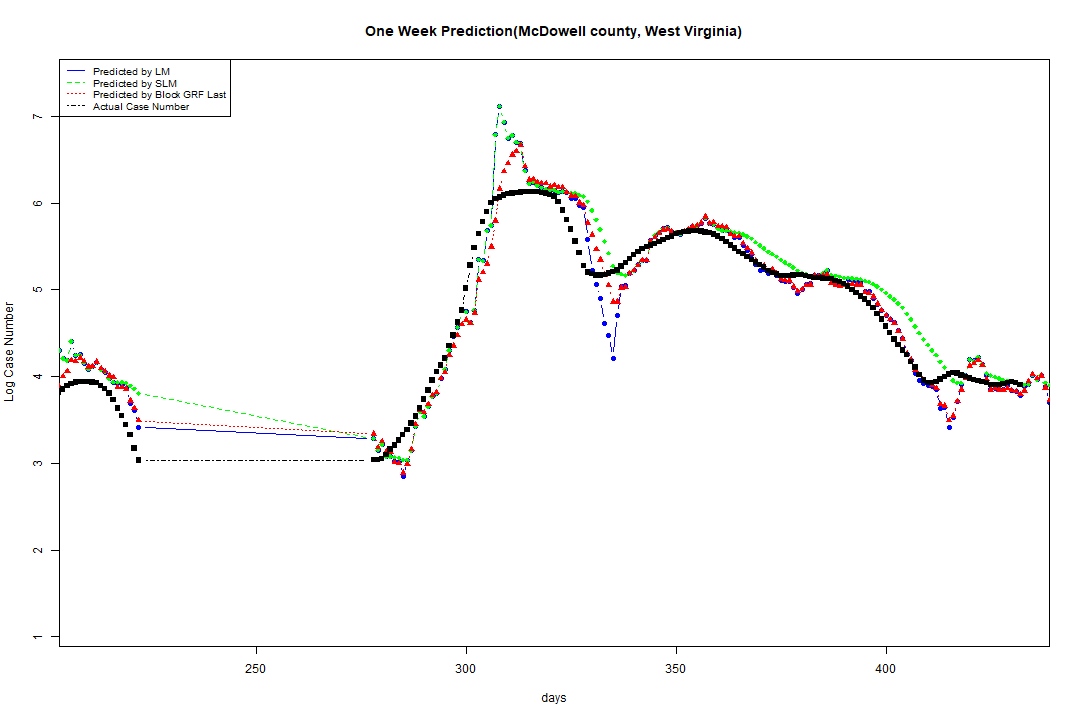 One Week Prediction(McDowell county, West Virginia)
Predicted by LM
Predicted by SLM
Predicted by Block GRF Last
Actual Case Number
7
6
5
4
3
2
1
Log Case Number
250 300 350 400
days